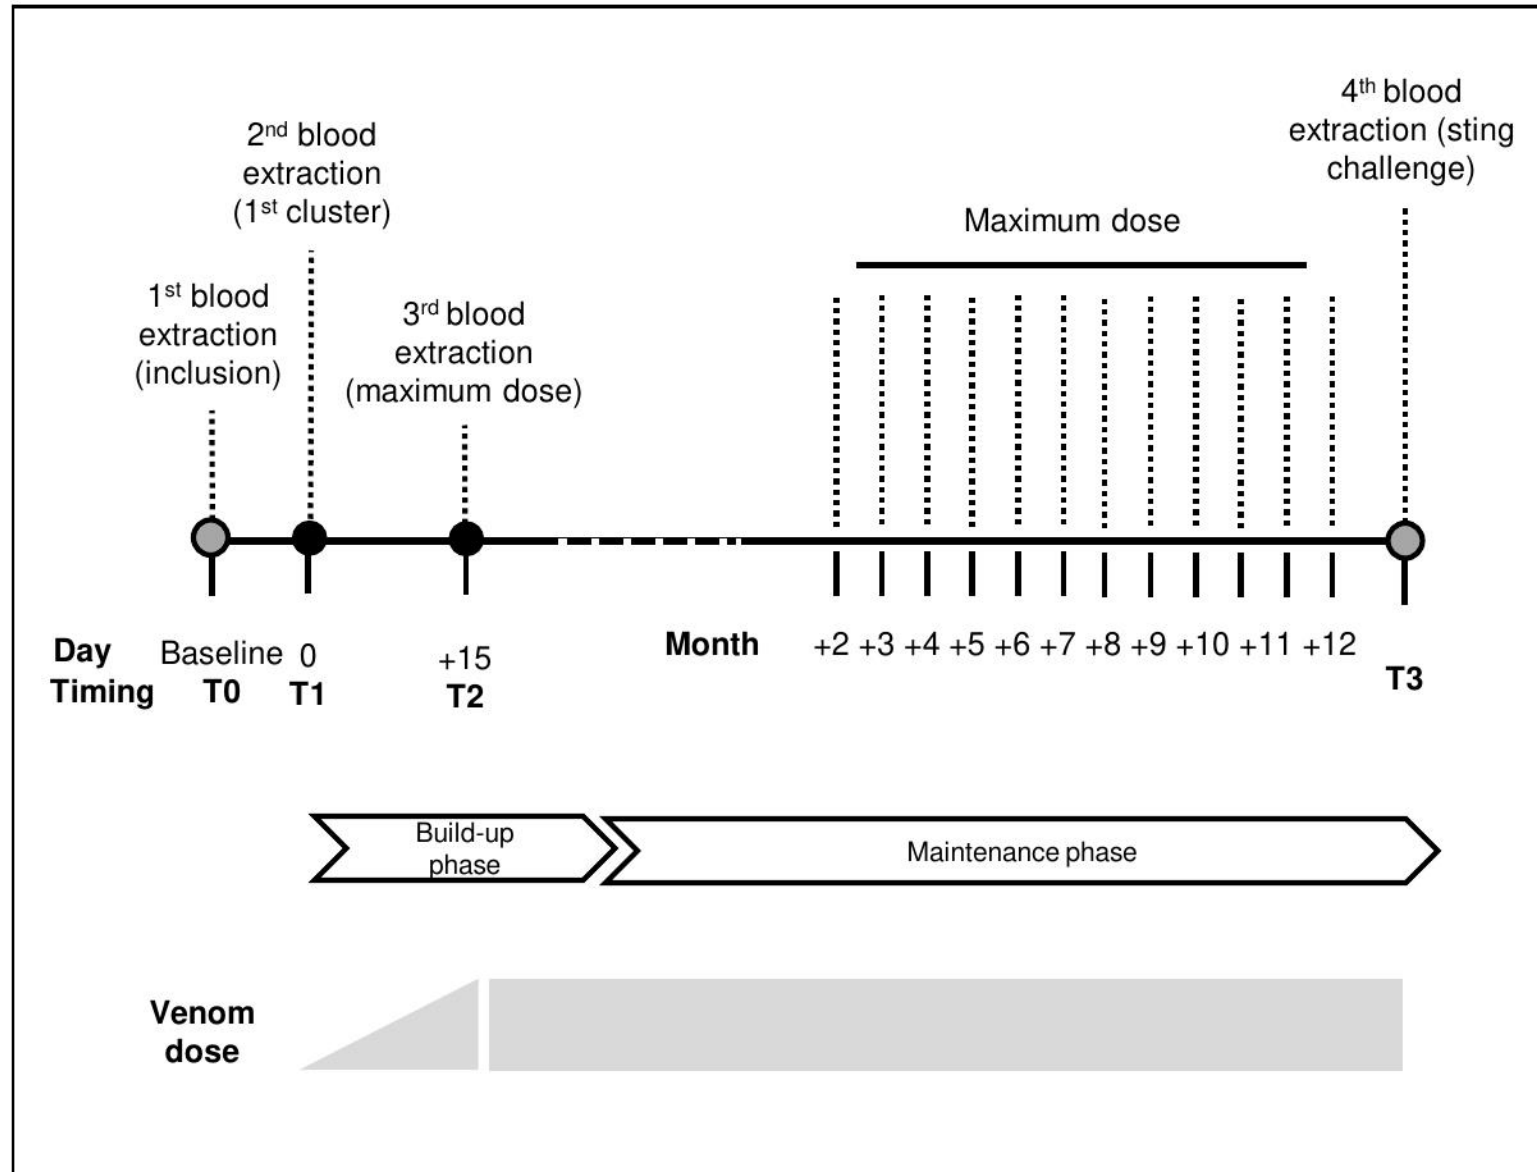 4th blood
extraction (sting
challenge)
2nd blood
extraction
(1st cluster)
Maximum dose
1st blood
extraction
(inclusion)
3rd blood
extraction
(maximum dose)
Day Baseline 0 +15 Month +2 +3 +4 +5 +6 +7 +8 +9 +10 +11 +12
Timing T0 T1 T2 T3
Build-up
phase
Maintenance phase
Venom
dose